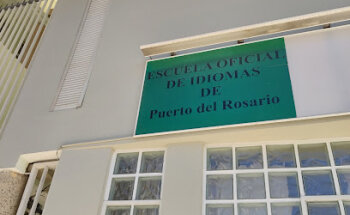 ESCUELA OFICIAL
DE IDIOMAS
DE
Puerto del Rosario